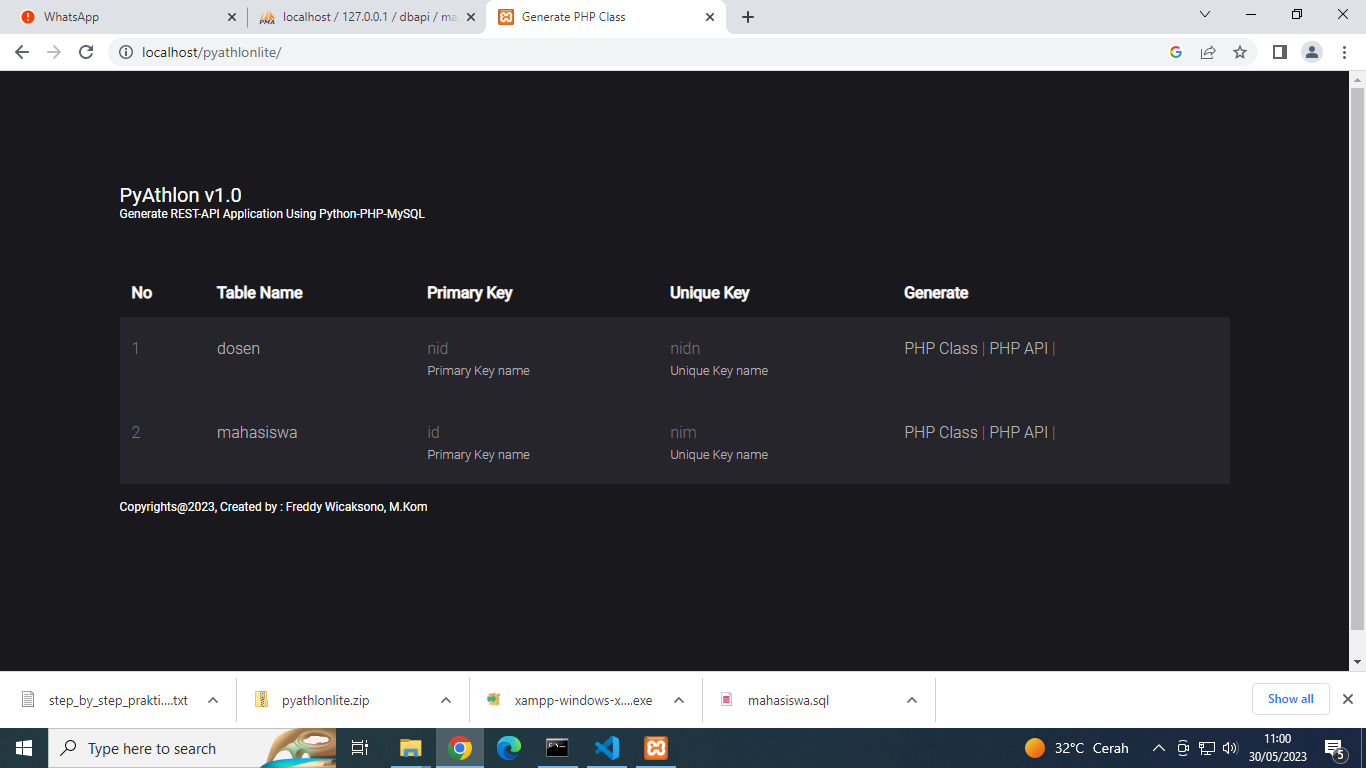 WhatsApp
localhost / 127.0.0.1 / dbapi / ma
Generate PHP Class
localhost/pyathlonlite/
PyAthlon v1.0
Generate REST-API Application Using Python-PHP-MySQL
No Table Name Primary Key Unique Key Generate
1 dosen nid nidn PHP Class | PHP API |
Primary Key name Unique Key name
2 mahasiswa id nim PHP Class | PHP API |
Primary Key name Unique Key name
Copyrights@2023, Created by : Freddy Wicaksono, M.Kom
step_by_step_prakti....txt
pyathlonlite.zip
xampp-windows-x....exe
mahasiswa.sql
Show all
Type here to search
32°C Cerah
11:00
30/05/2023
5